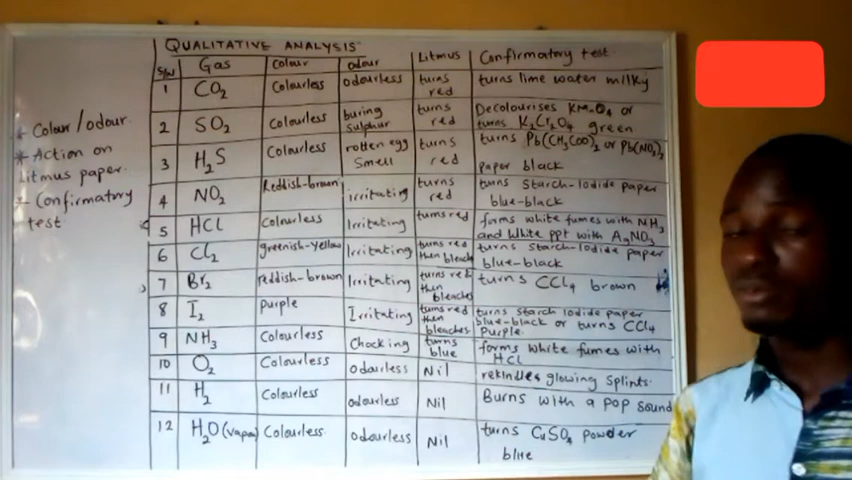 QUALITATIVE ANALYSIS
S/N Gas Colour Odour Litmus Confirmatory test
1 CO2 Colourless odourless turns red turns lime water milky
2 SO2 Colourless buring sulphur turns red Decolourises KMnO4 or turns K2Cr2O4 green
3 H2S Colourless rotten egg smell turns red turns Pb(CH3COO)2 or Pb(NO3)2 paper black
4 NO2 Reddish-brown irritating turns red turns starch-Iodide paper blue-black
5 HCl Colourless Irritating turns red forms white fumes with NH3 and white ppt with AgNO3
6 Cl2 greenish-yellow Irritating turns red then bleach turns starch-Iodide paper blue-black
7 Br2 reddish-brown Irritating turns red then bleaches turns CCl4 brown
8 I2 purple Irritating turns red then bleaches turns starch Iodide paper blue-black or turns CCl4 purple
9 NH3 Colourless Chocking turns blue forms white fumes with HCl
10 O2 Colourless Odourless Nil rekindles glowing splints.
11 H2 Colourless odourless Nil Burns with a pop sound
12 H2O (vapor) Colourless odourless Nil turns CuSO4 powder blue
* Colour/odour.
* Action on
litmus paper.
* Confirmatory
test